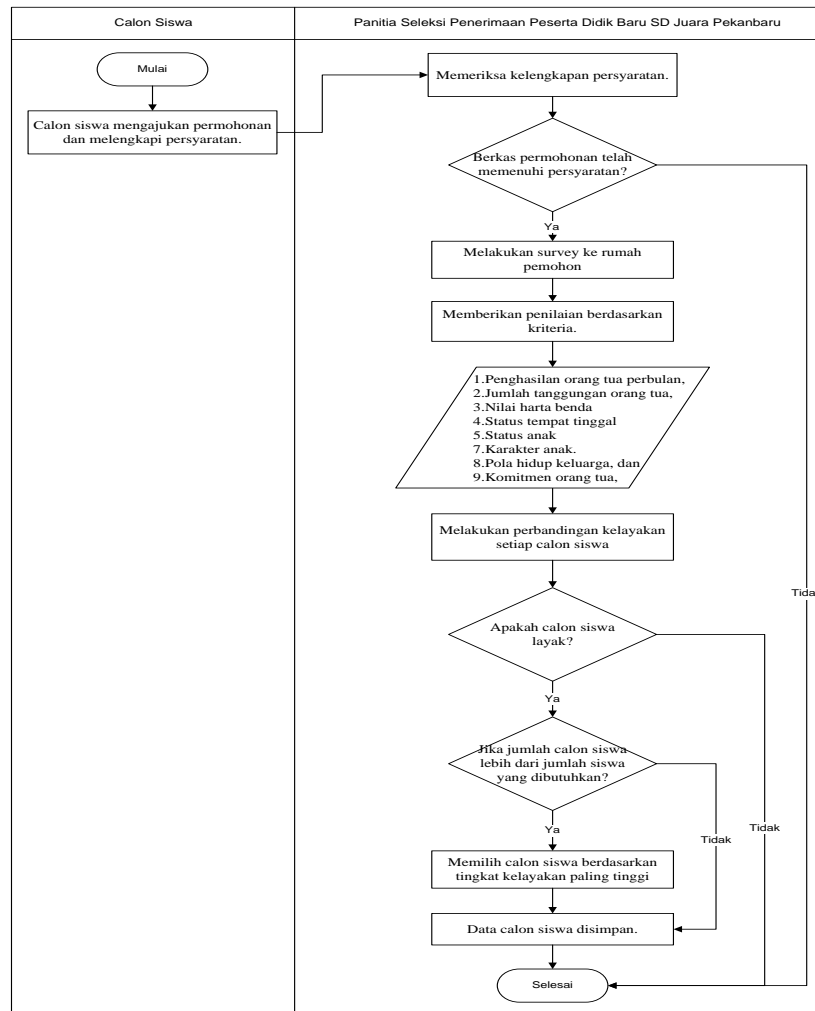 Calon Siswa
Panitia Seleksi Penerimaan Peserta Didik Baru SD Juara Pekanbaru
Mulai
Calon siswa mengajukan permohonan
dan melengkapi persyaratan.
Memeriksa kelengkapan persyaratan.
Berkas permohonan telah
memenuhi persyaratan?
Ya
Melakukan survey ke rumah
pemohon
Memberikan penilaian berdasarkan
kriteria.
1.Penghasilan orang tua perbulan,
2.Jumlah tanggungan orang tua,
3.Nilai harta benda
4.Status tempat tinggal
5.Status anak
7.Karakter anak.
8.Pola hidup keluarga, dan
9.Komitmen orang tua,
Melakukan perbandingan kelayakan
setiap calon siswa
Tidak
Apakah calon siswa
layak?
Ya
Jika jumlah calon siswa
lebih dari jumlah siswa
yang dibutuhkan?
Ya
Tidak
Tidak
Memilih calon siswa berdasarkan
tingkat kelayakan paling tinggi
Data calon siswa disimpan.
Selesai